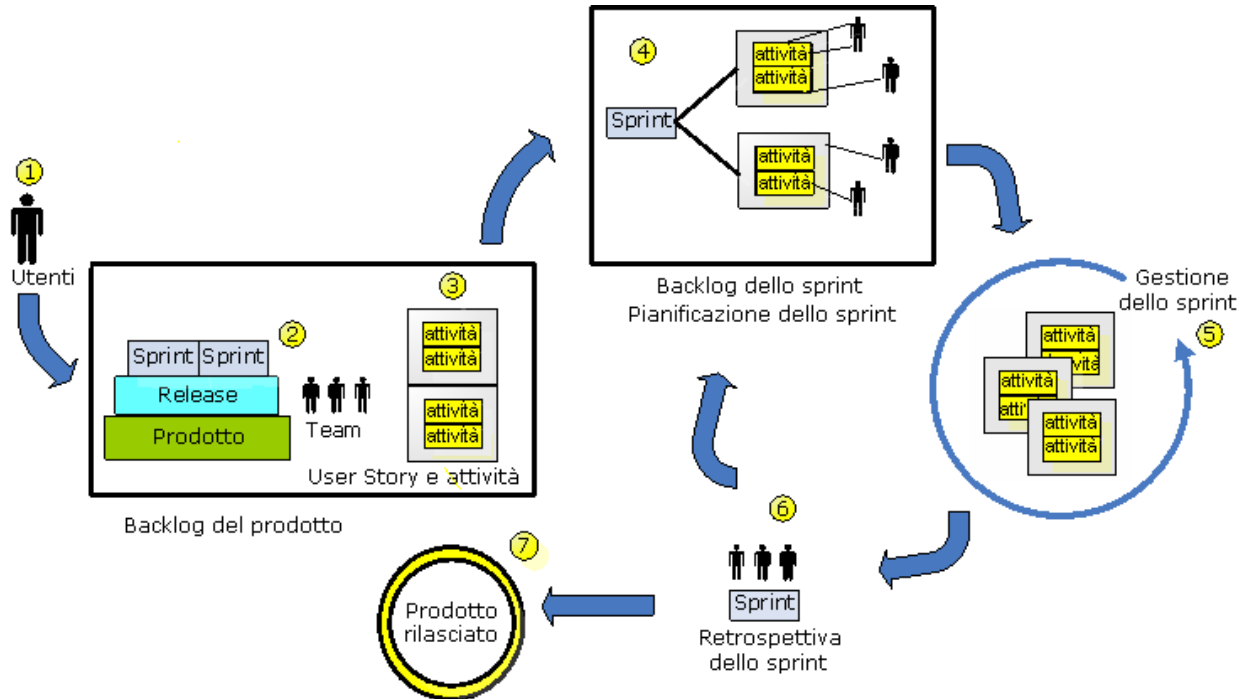 1
Utenti
2
Sprint Sprint
Release
Prodotto
Team
3
attività
attività
attività
attività
User Story e attività
Backlog del prodotto
4
Sprint
attività
attività
attività
attività
Backlog dello sprint
Pianificazione dello sprint
Gestione
dello sprint
5
attività
attività
attività
attività
attività
6
Sprint
Retrospettiva
dello sprint
7
Prodotto
rilasciato